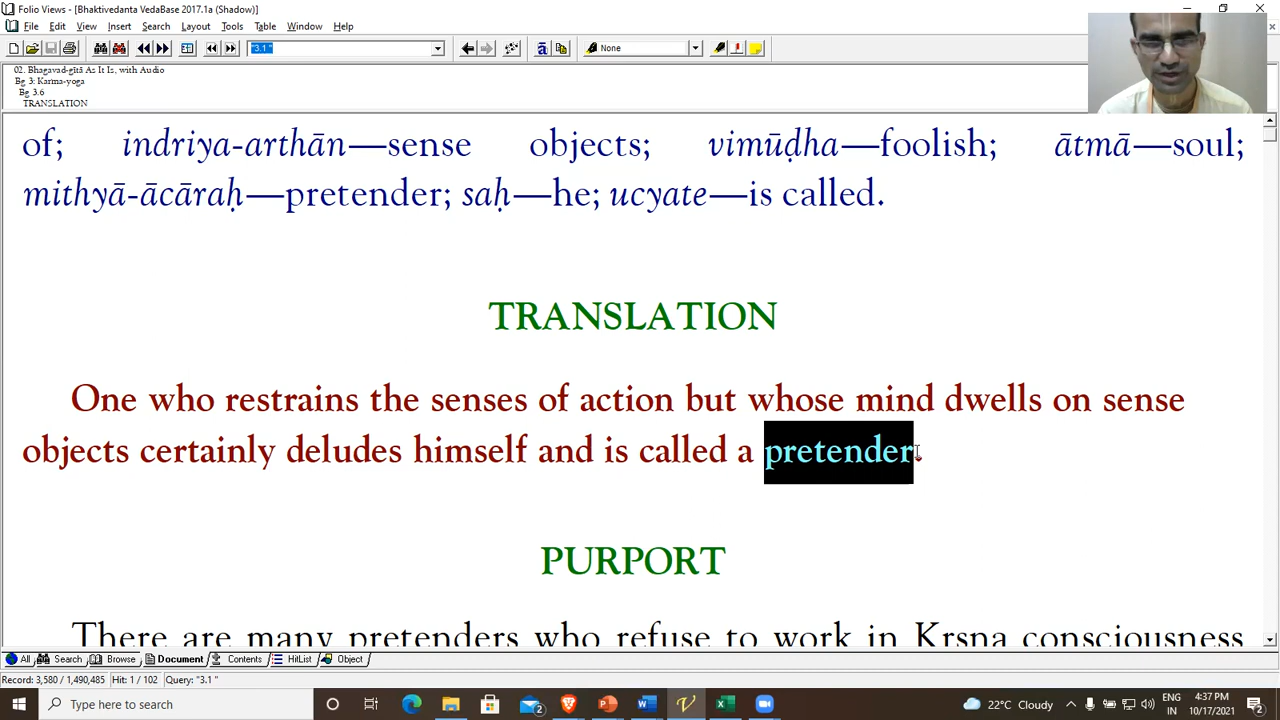 Folio Views - [Bhaktivedanta VedaBase 2017.1a (Shadow)]
File Edit View Insert Search Layout Tools Table Window Help
"3.1 " None
02. Bhagavad-gītā As It Is, with Audio
Bg 3: Karma-yoga
Bg 3.6
TRANSLATION
of; indriya-arthān—sense objects; vimūḍha—foolish; ātmā—soul;
mithyā-ācāraḥ—pretender; saḥ—he; ucyate—is called.
TRANSLATION
One who restrains the senses of action but whose mind dwells on sense
objects certainly deludes himself and is called a pretender.
PURPORT
There are many pretenders who refuse to work in Kṛṣṇa consciousness
All Search Browse Document Contents HitList Object
Record: 3,580 / 1,490,485 Hit: 1 / 102 Query: "3.1 "
Type here to search 2 22°C Cloudy ENG 4:37 PM
IN 10/17/2021 2